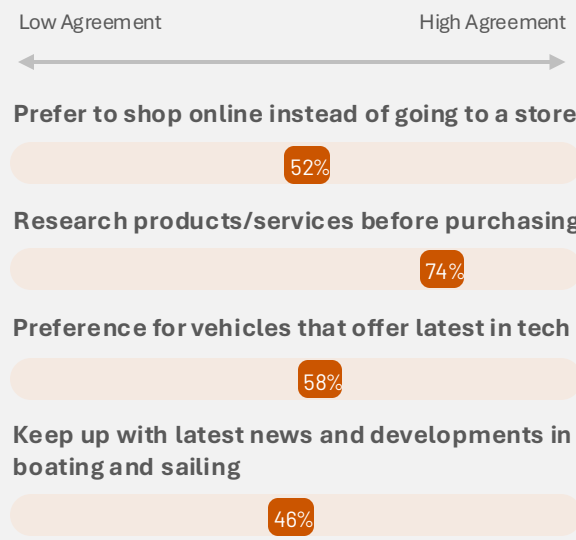 Low Agreement High Agreement
Prefer to shop online instead of going to a store
52%
Research products/services before purchasing
74%
Preference for vehicles that offer latest in tech
58%
Keep up with latest news and developments in
boating and sailing
46%